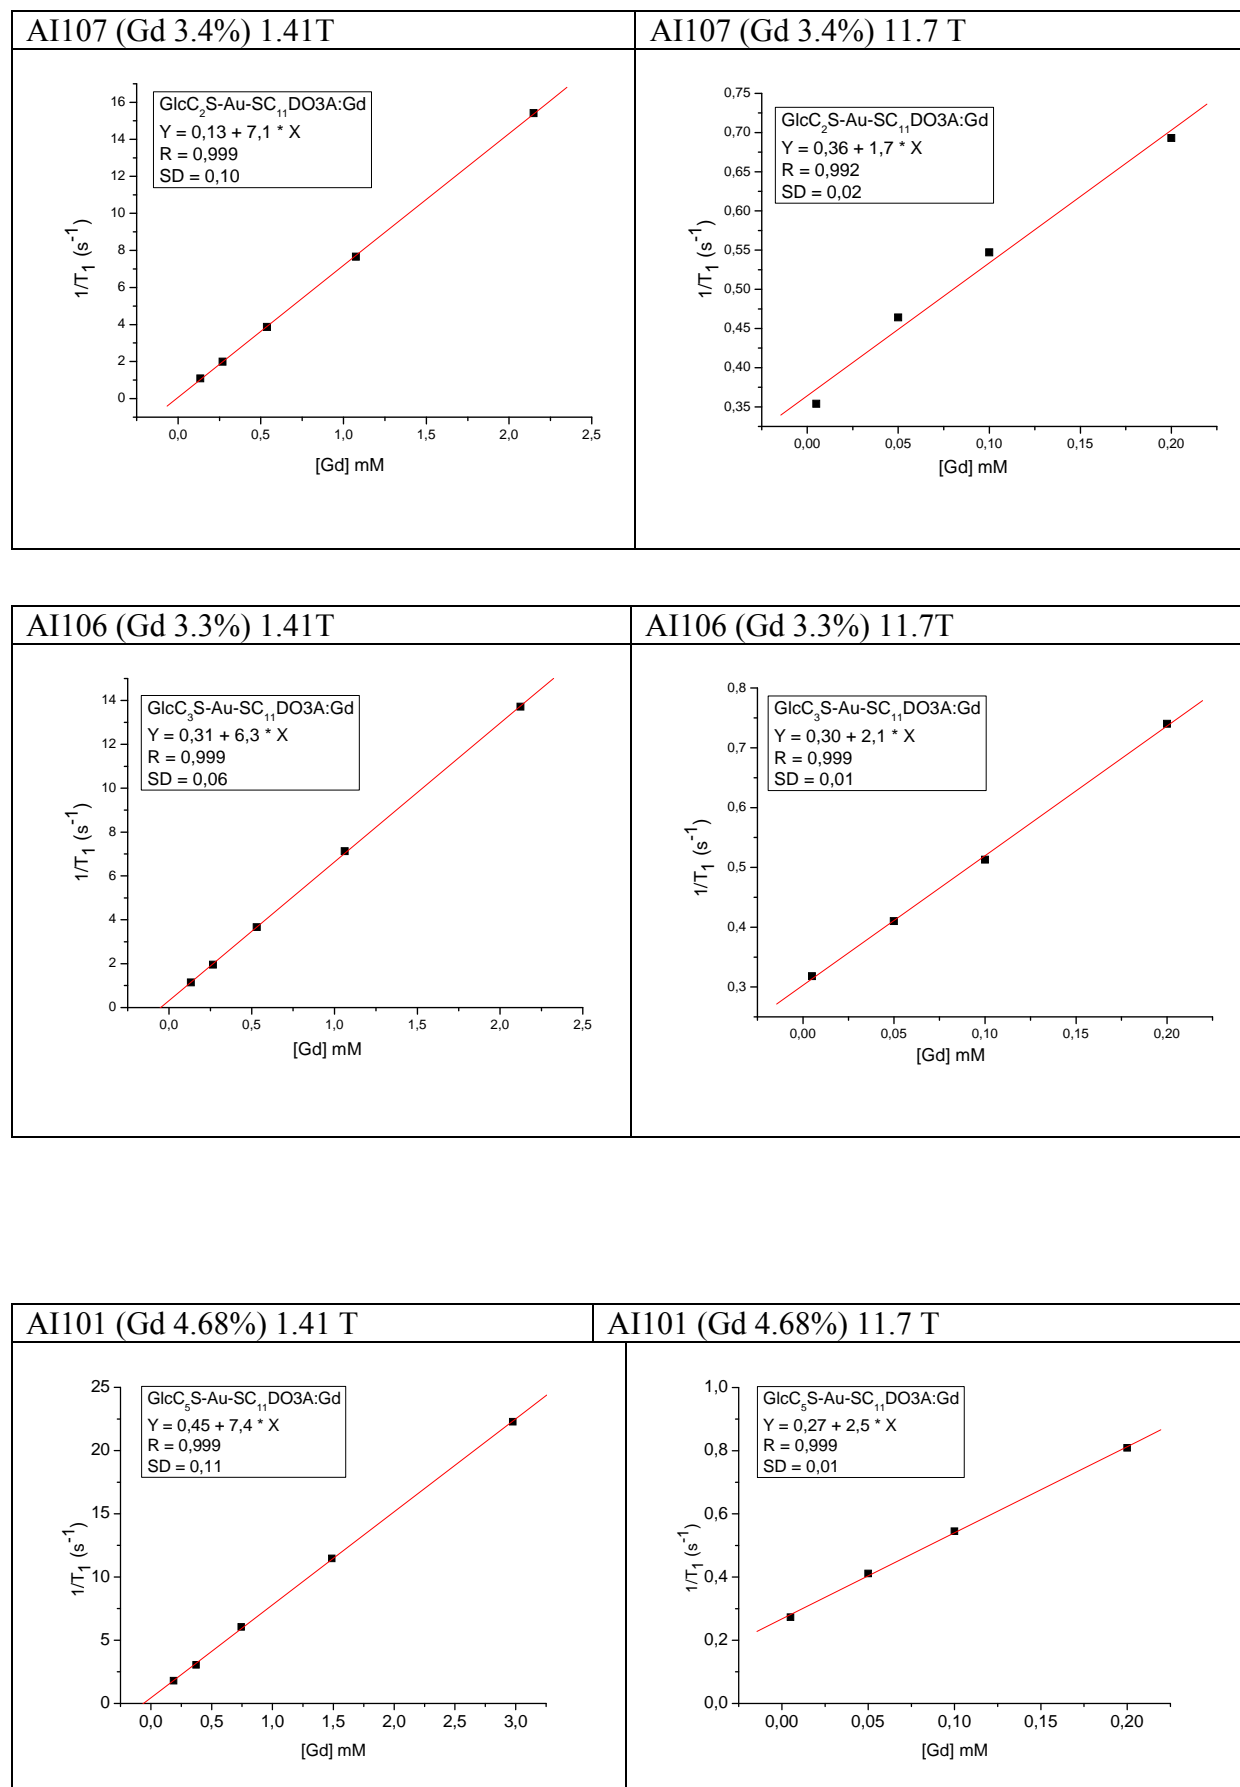 AI107 (Gd 3.4%) 1.41T
AI107 (Gd 3.4%) 11.7 T
GlcC2S-Au-SC11DO3A:Gd
Y = 0,13 + 7,1 * X
R = 0,999
SD = 0,10
16
14
12
10
8
6
4
2
0
1/T1 (s-1)
0,0 0,5 1,0 1,5 2,0 2,5
[Gd] mM
GlcC2S-Au-SC11DO3A:Gd
Y = 0,36 + 1,7 * X
R = 0,992
SD = 0,02
0,75
0,70
0,65
0,60
0,55
0,50
0,45
0,40
0,35
1/T1 (s-1)
0,00 0,05 0,10 0,15 0,20
[Gd] mM
AI106 (Gd 3.3%) 1.41T
AI106 (Gd 3.3%) 11.7T
GlcC3S-Au-SC11DO3A:Gd
Y = 0,31 + 6,3 * X
R = 0,999
SD = 0,06
14
12
10
8
6
4
2
0
1/T1 (s-1)
0,0 0,5 1,0 1,5 2,0 2,5
[Gd] mM
GlcC3S-Au-SC11DO3A:Gd
Y = 0,30 + 2,1 * X
R = 0,999
SD = 0,01
0,8
0,7
0,6
0,5
0,4
0,3
1/T1 (s-1)
0,00 0,05 0,10 0,15 0,20
[Gd] mM
AI101 (Gd 4.68%) 1.41 T
AI101 (Gd 4.68%) 11.7 T
GlcC5S-Au-SC11DO3A:Gd
Y = 0,45 + 7,4 * X
R = 0,999
SD = 0,11
25
20
15
10
5
0
1/T1 (s-1)
0,0 0,5 1,0 1,5 2,0 2,5 3,0
[Gd] mM
GlcC5S-Au-SC11DO3A:Gd
Y = 0,27 + 2,5 * X
R = 0,999
SD = 0,01
1,0
0,8
0,6
0,4
0,2
0,0
1/T1 (s-1)
0,00 0,05 0,10 0,15 0,20
[Gd] mM